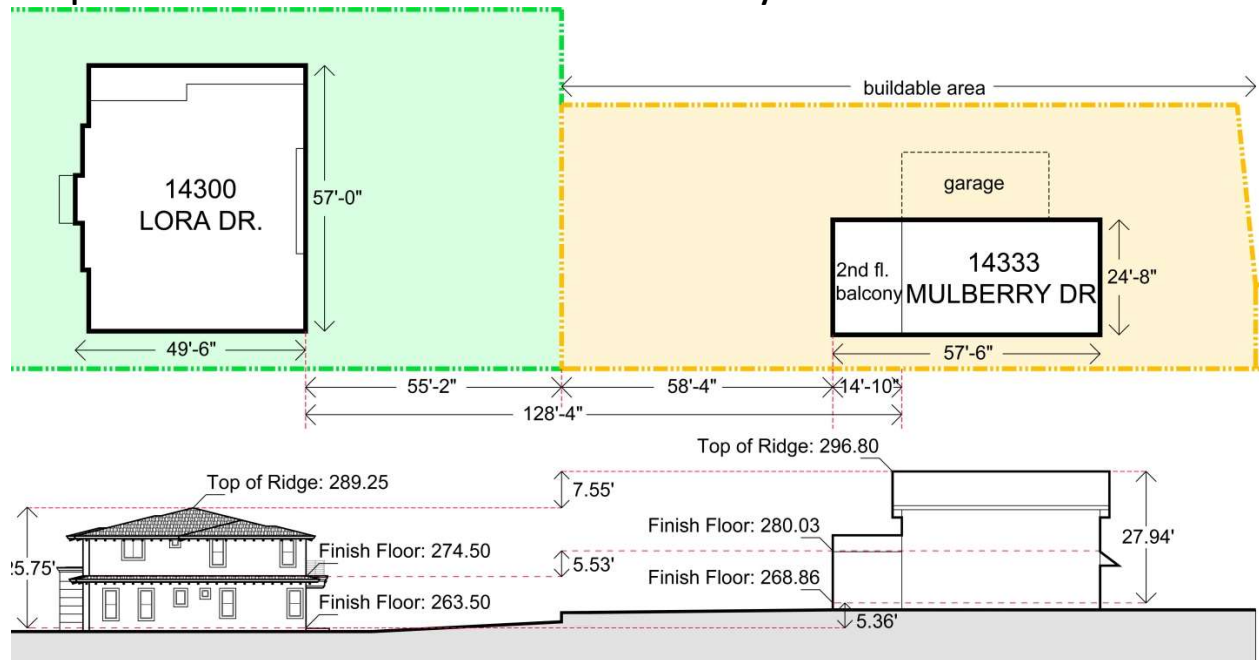 buildable area
14300
LORA DR.
57'-0"
garage
2nd fl.
balcony
14333
MULBERRY DR
24'-8"
49'-6"
57'-6"
55'-2"
58'-4"
14'-10"
128'-4"
Top of Ridge: 296.80
Top of Ridge: 289.25
7.55'
Finish Floor: 280.03
27.94'
Finish Floor: 274.50
5.53'
25.75'
Finish Floor: 268.86
Finish Floor: 263.50
5.36'